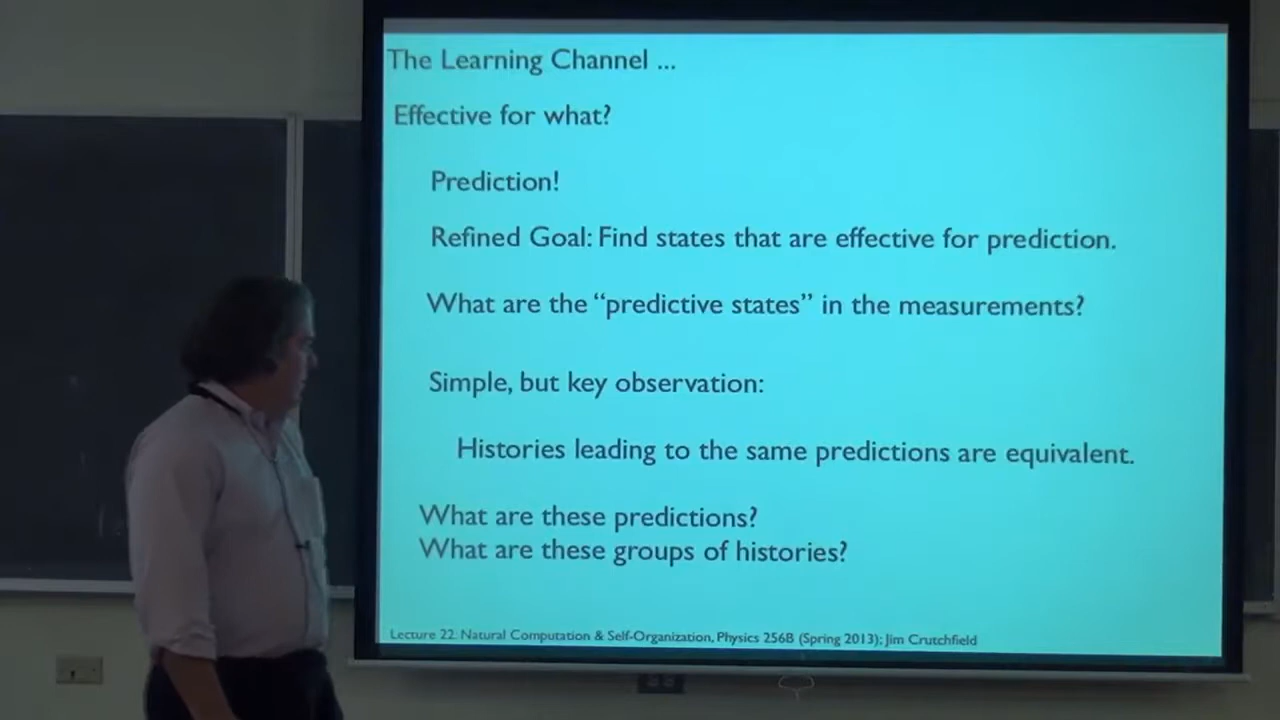 The Learning Channel ...
Effective for what?
Prediction!
Refined Goal: Find states that are effective for prediction.
What are the “predictive states” in the measurements?
Simple, but key observation:
Histories leading to the same predictions are equivalent.
What are these predictions?
What are these groups of histories?
Lecture 22. Natural Computation & Self-Organization, Physics 256B (Spring 2013); Jim Crutchfield